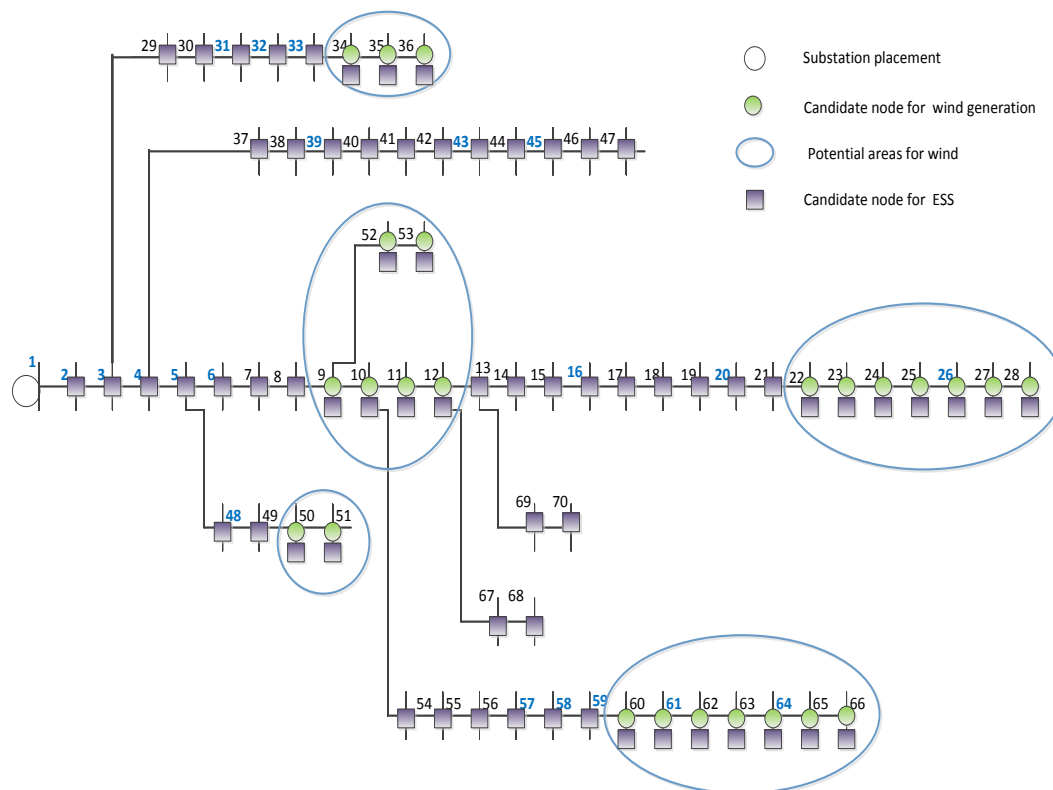 29 30 31 32 33 34 35 36
Substation placement
Candidate node for wind generation
37 38 39 40 41 42 43 44 45 46 47
Potential areas for wind
Candidate node for ESS
52 53
1 2 3 4 5 6 7 8 9 10 11 12 13 14 15 16 17 18 19 20 21 22 23 24 25 26 27 28
48 49 50 51
69 70
67 68
54 55 56 57 58 59 60 61 62 63 64 65 66